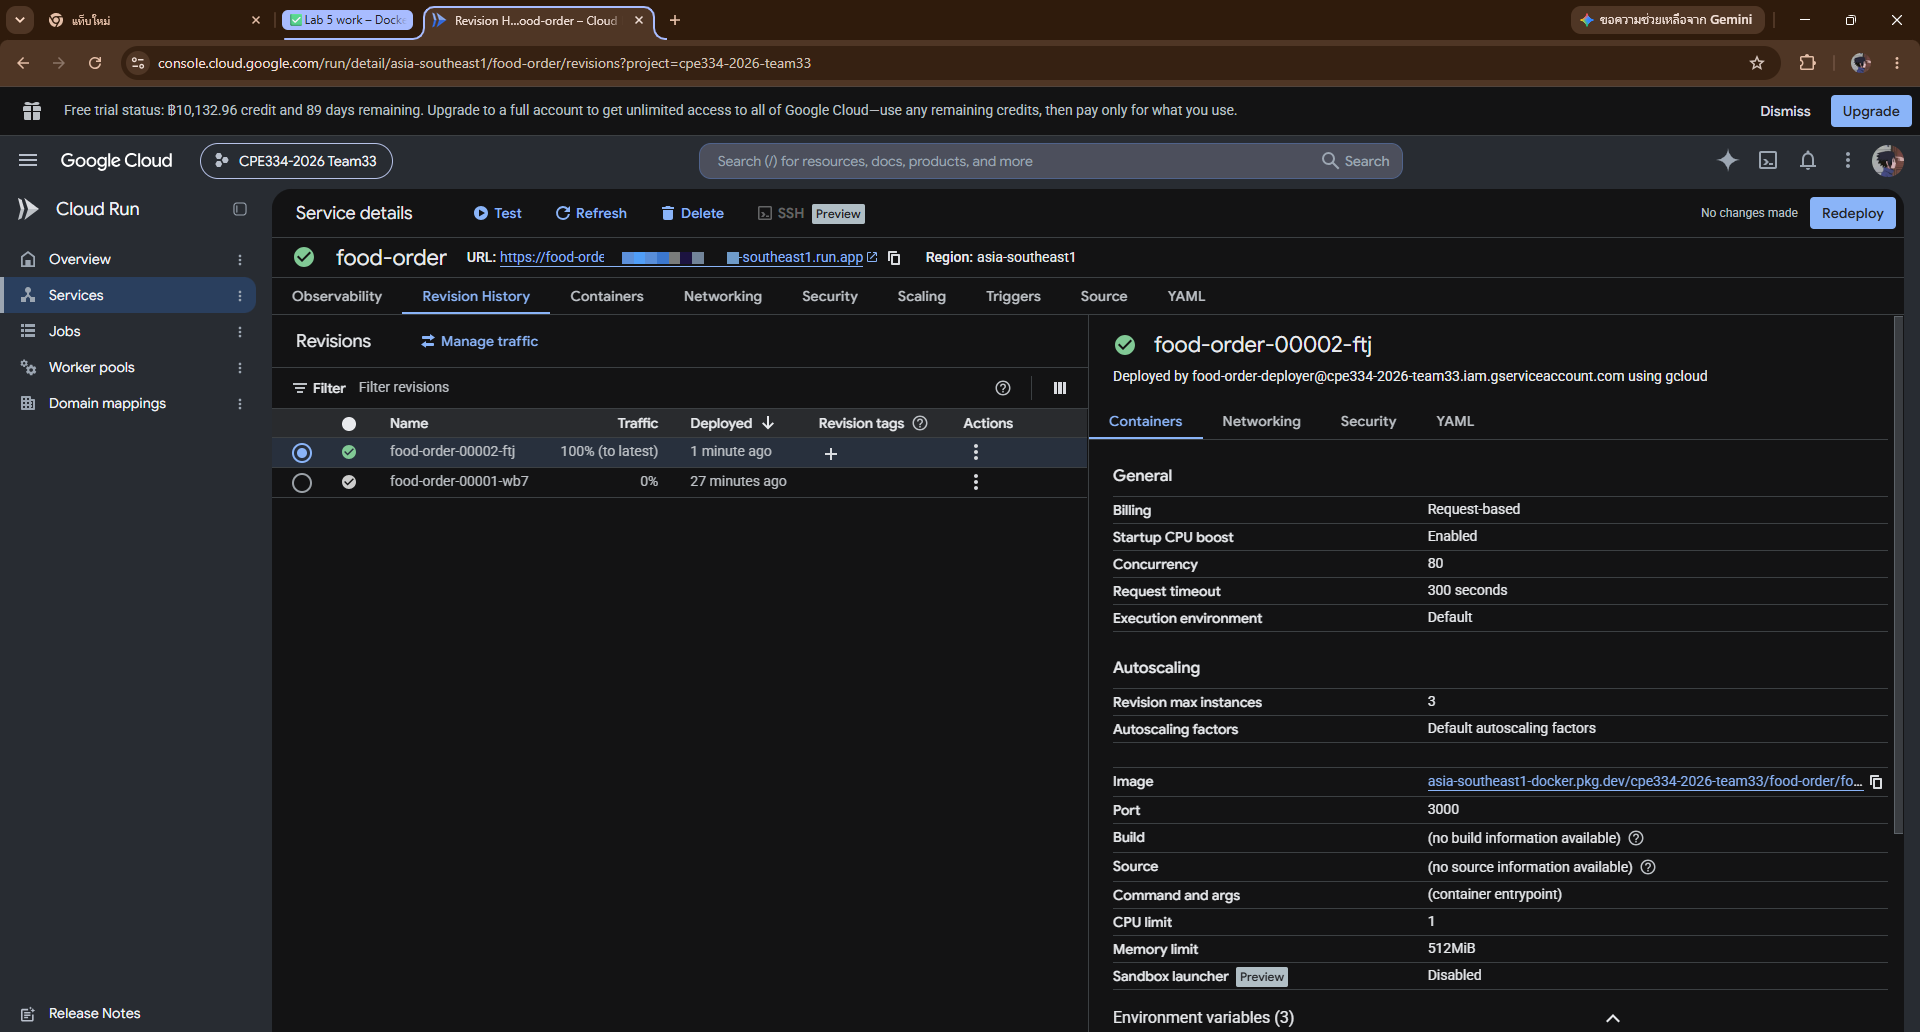 แท็บใหม่
✅ Lab 5 work – Docke
Revision H...ood-order – Cloud
ขอความช่วยเหลือจาก Gemini
console.cloud.google.com/run/detail/asia-southeast1/food-order/revisions?project=cpe334-2026-team33
Free trial status: ฿10,132.96 credit and 89 days remaining. Upgrade to a full account to get unlimited access to all of Google Cloud—use any remaining credits, then pay only for what you use.
Dismiss
Upgrade
Google Cloud
CPE334-2026 Team33
Search (/) for resources, docs, products, and more
Search
Cloud Run
Overview
Services
Jobs
Worker pools
Domain mappings
Release Notes
Service details
Test
Refresh
Delete
SSH Preview
No changes made
Redeploy
food-order
URL: https://food-orde -southeast1.run.app
Region: asia-southeast1
Observability
Revision History
Containers
Networking
Security
Scaling
Triggers
Source
YAML
Revisions
Manage traffic
Filter Filter revisions
Name Traffic Deployed Revision tags Actions
food-order-00002-ftj 100% (to latest) 1 minute ago
food-order-00001-wb7 0% 27 minutes ago
food-order-00002-ftj
Deployed by food-order-deployer@cpe334-2026-team33.iam.gserviceaccount.com using gcloud
Containers
Networking
Security
YAML
General
Billing Request-based
Startup CPU boost Enabled
Concurrency 80
Request timeout 300 seconds
Execution environment Default
Autoscaling
Revision max instances 3
Autoscaling factors Default autoscaling factors
Image asia-southeast1-docker.pkg.dev/cpe334-2026-team33/food-order/fo...
Port 3000
Build (no build information available)
Source (no source information available)
Command and args (container entrypoint)
CPU limit 1
Memory limit 512MiB
Sandbox launcher Preview Disabled
Environment variables (3)